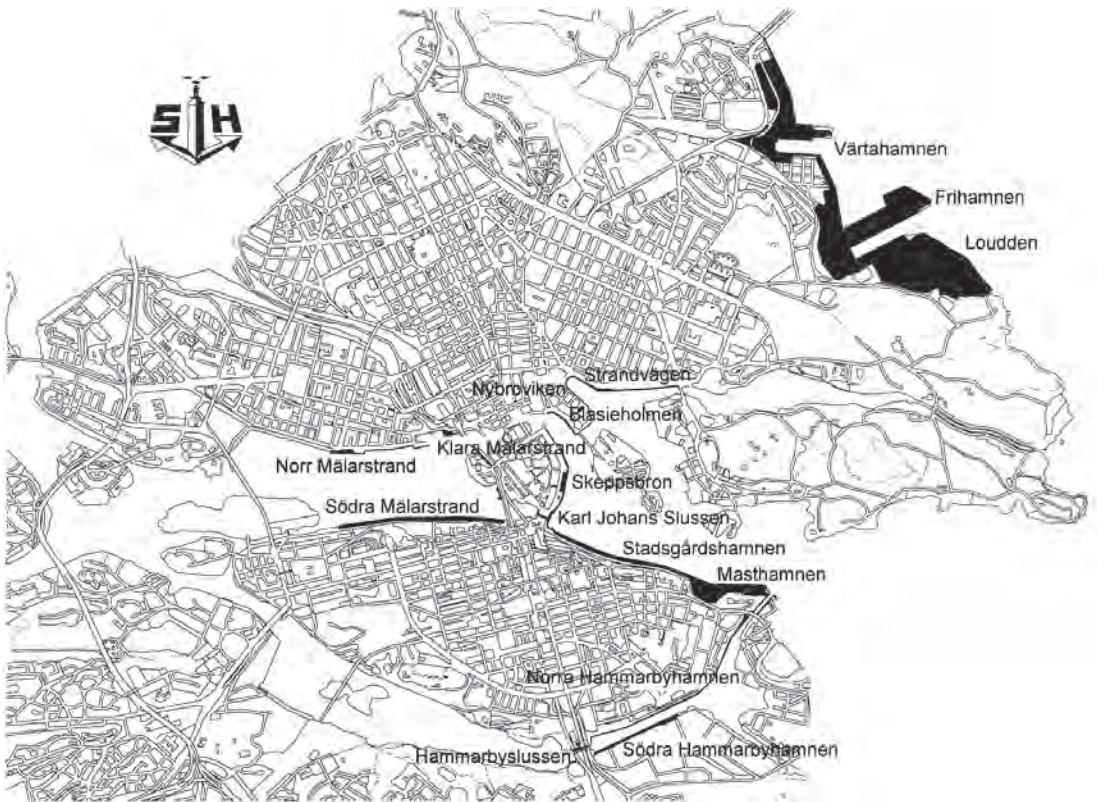 S H
Värtahamnen
Frihamnen
Loudden
Strandvägen
Nybroviken
Blasieholmen
Klara Mälarstrand
Norr Mälarstrand
Skeppsbron
Södra Mälarstrand
Karl Johans Slussen
Stadsgårdshamnen
Masthamnen
Norra Hammarbyhamnen
Södra Hammarbyhamnen
Hammarbyslussen